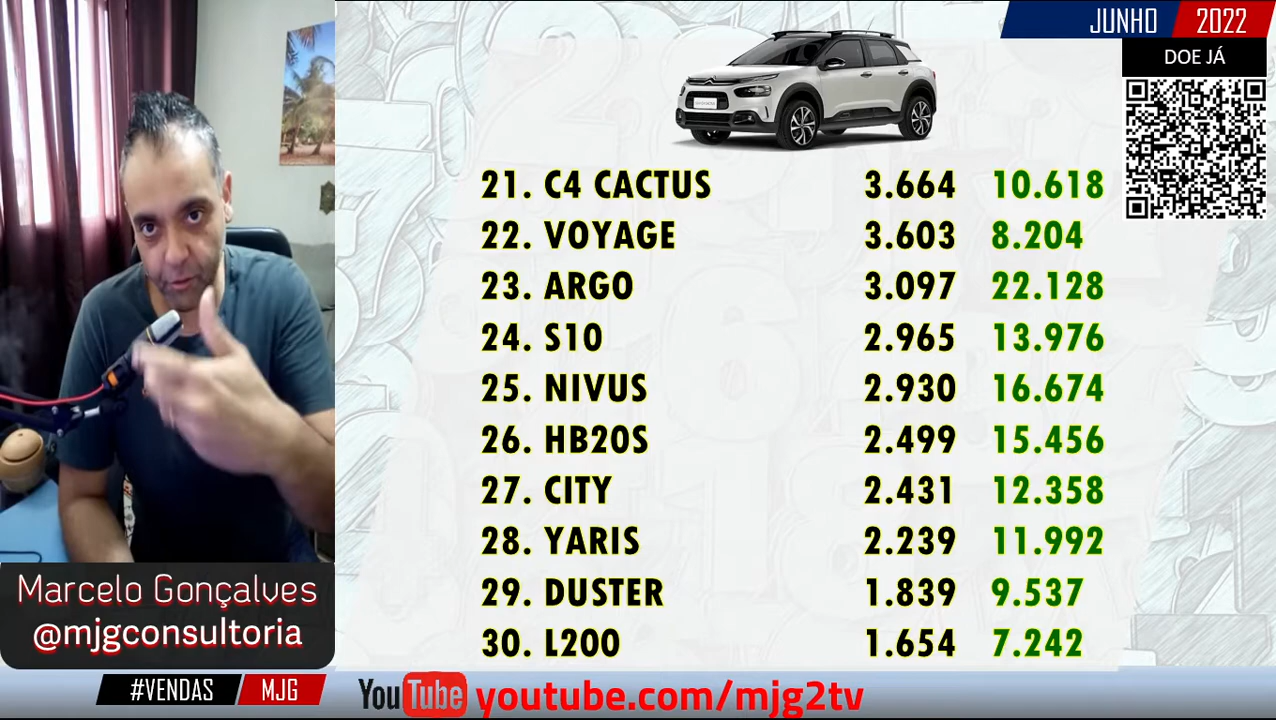 JUNHO 2022
DOE JÁ
21. C4 CACTUS 3.664 10.618
22. VOYAGE 3.603 8.204
23. ARGO 3.097 22.128
24. S10 2.965 13.976
25. NIVUS 2.930 16.674
26. HB20S 2.499 15.456
27. CITY 2.431 12.358
28. YARIS 2.239 11.992
29. DUSTER 1.839 9.537
30. L200 1.654 7.242
Marcelo Gonçalves
@mjgconsultoria
#VENDAS MJG YouTube youtube.com/mjg2tv